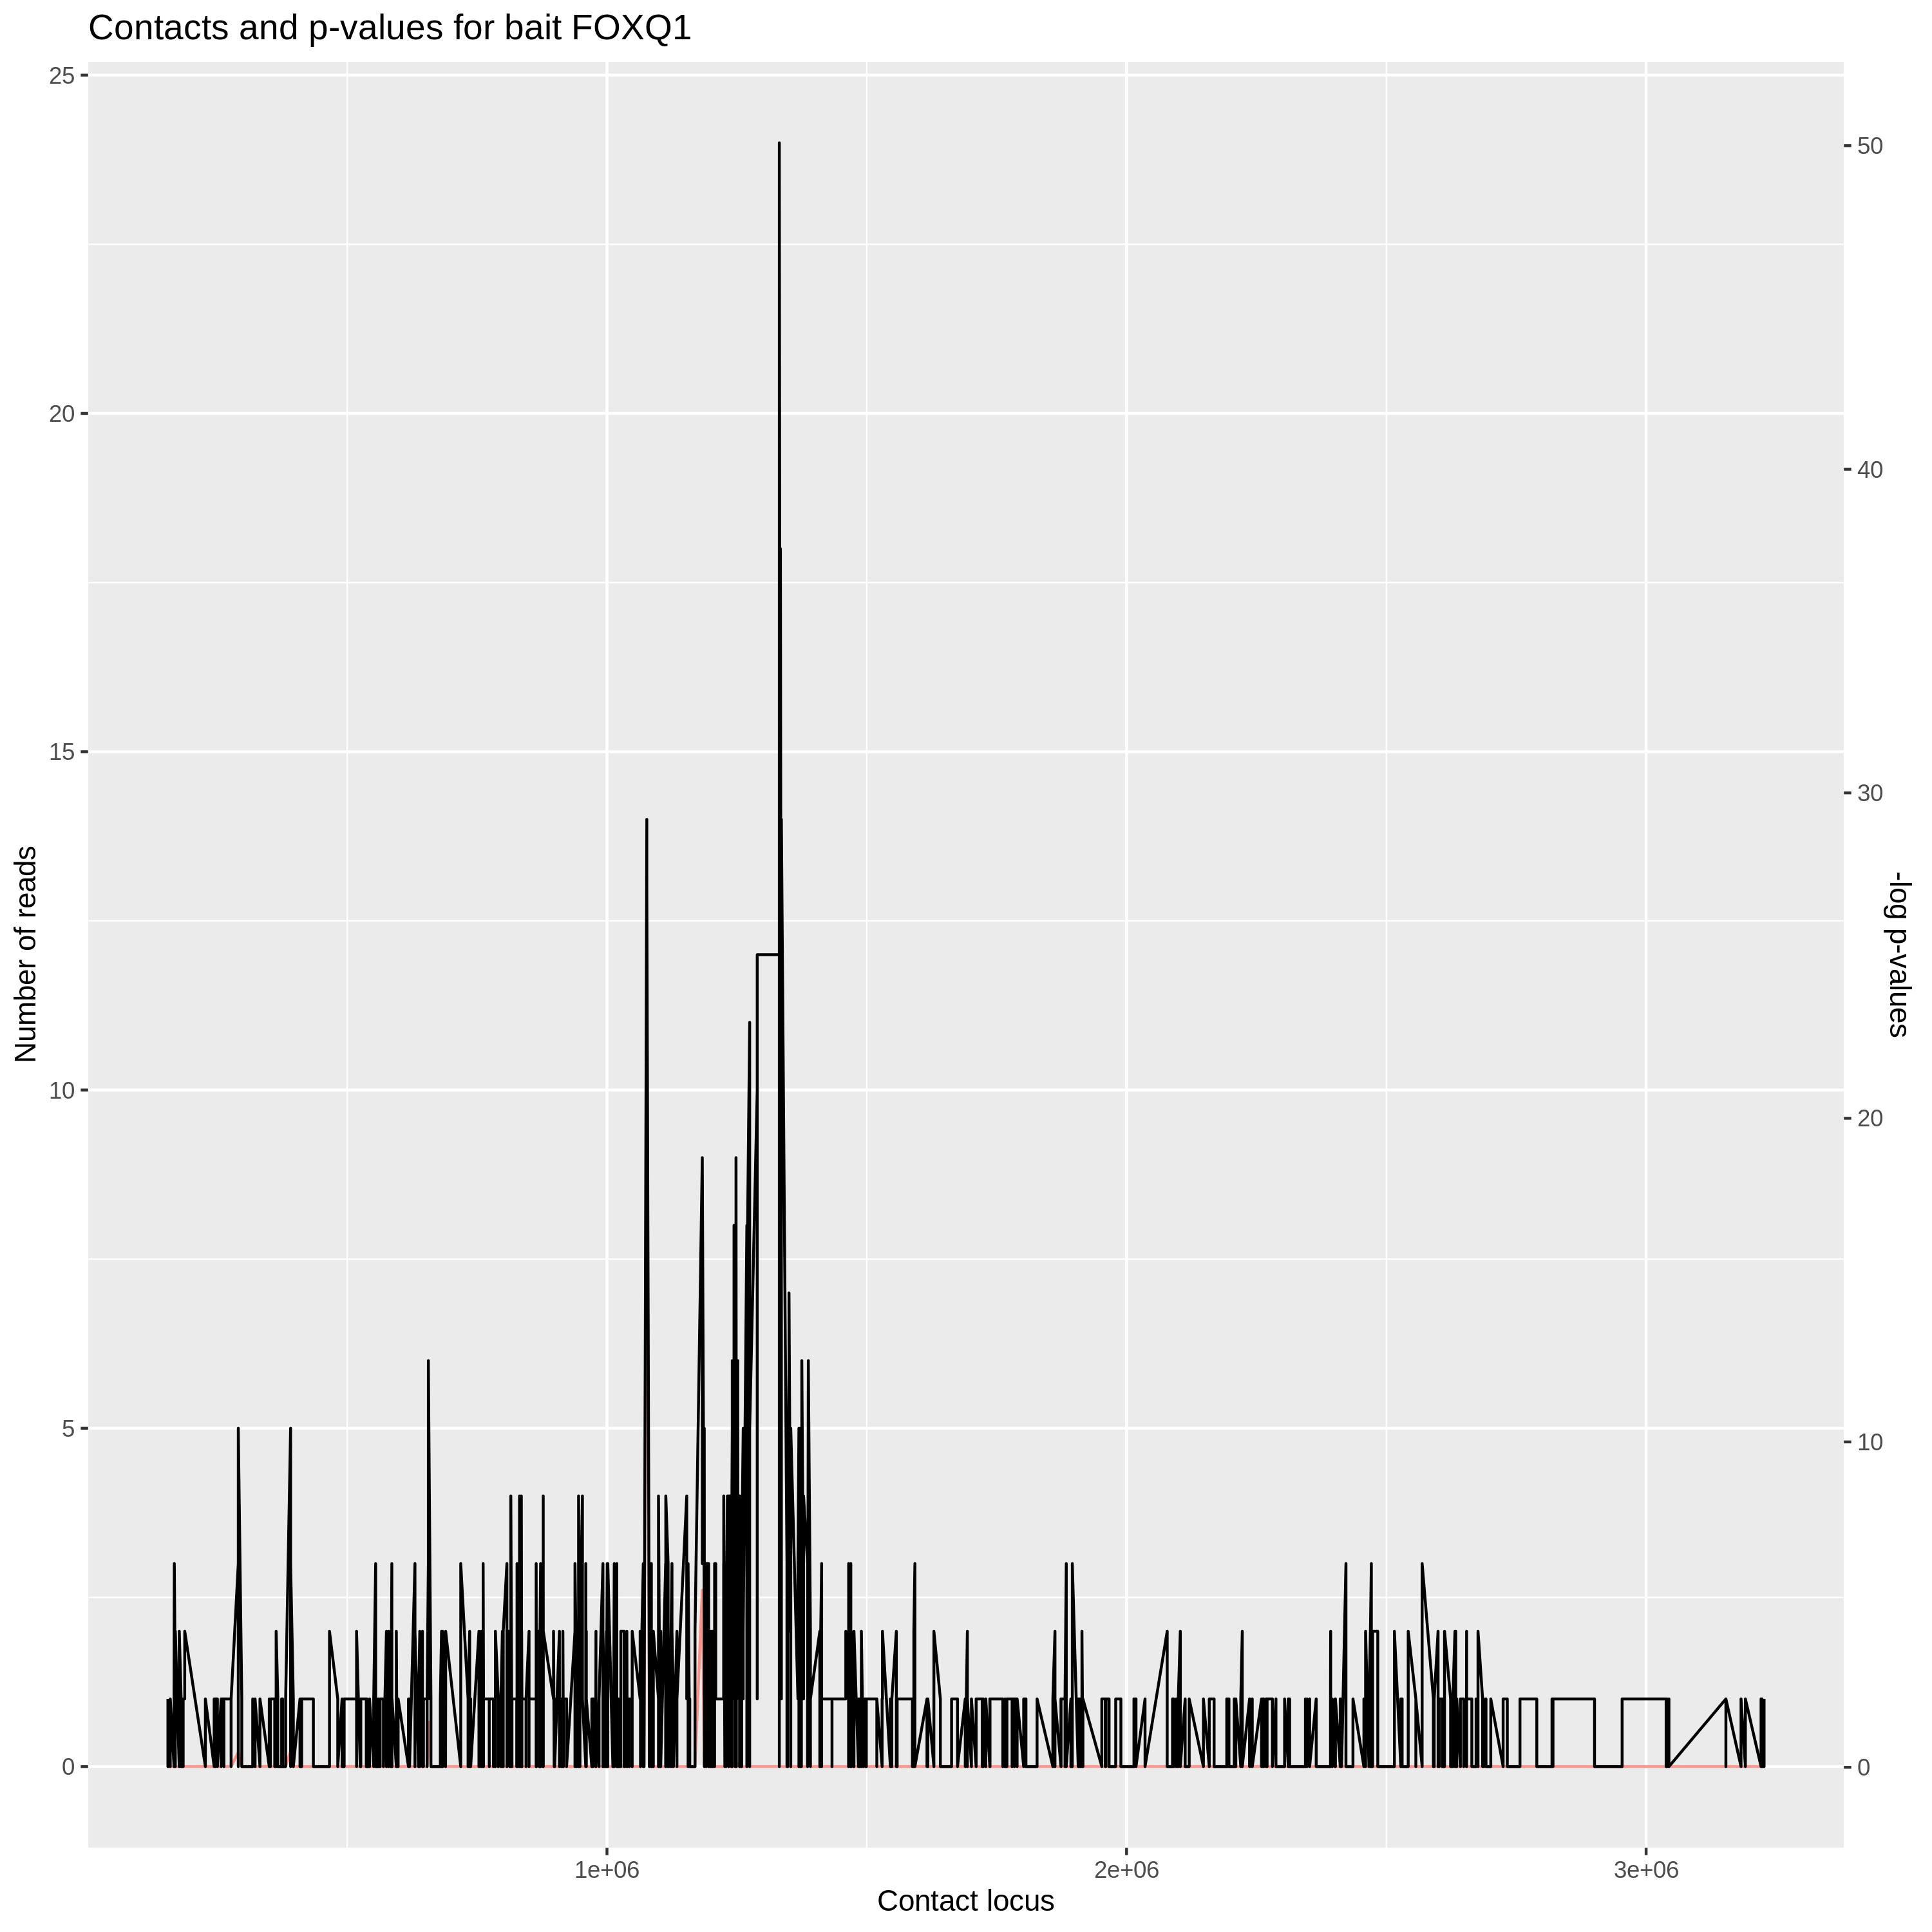 Contacts and p-values for bait FOXQ1
25
20
15
10
5
0
Number of reads
50
40
30
20
10
0
-log p-values
1e+06
2e+06
3e+06
Contact locus